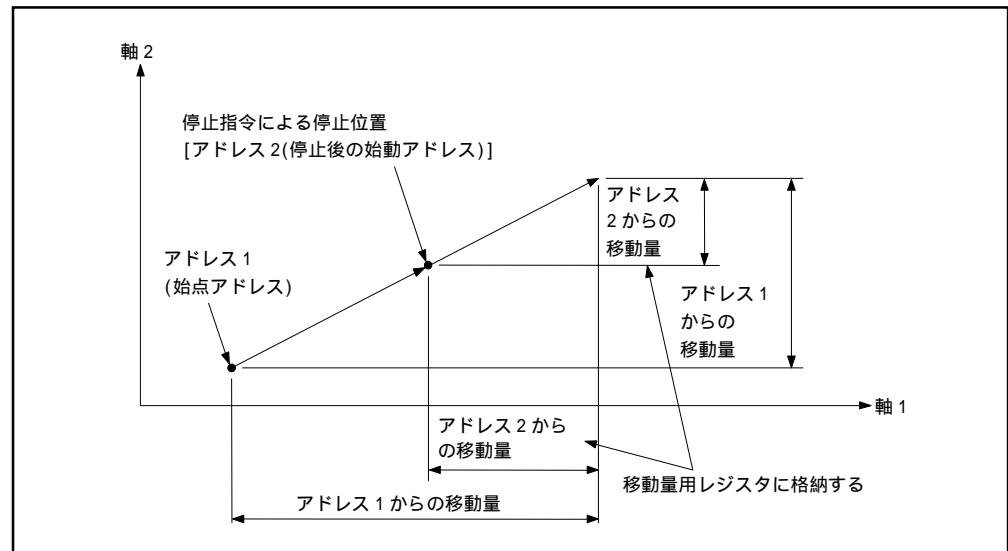 軸 2
停止指令による停止位置
[アドレス 2(停止後の始動アドレス)]
アドレス
2 からの
移動量
アドレス 1
(始点アドレス)
アドレス 1
からの
移動量
軸 1
アドレス 2 から
の移動量
移動量用レジスタに格納する
アドレス 1 からの移動量